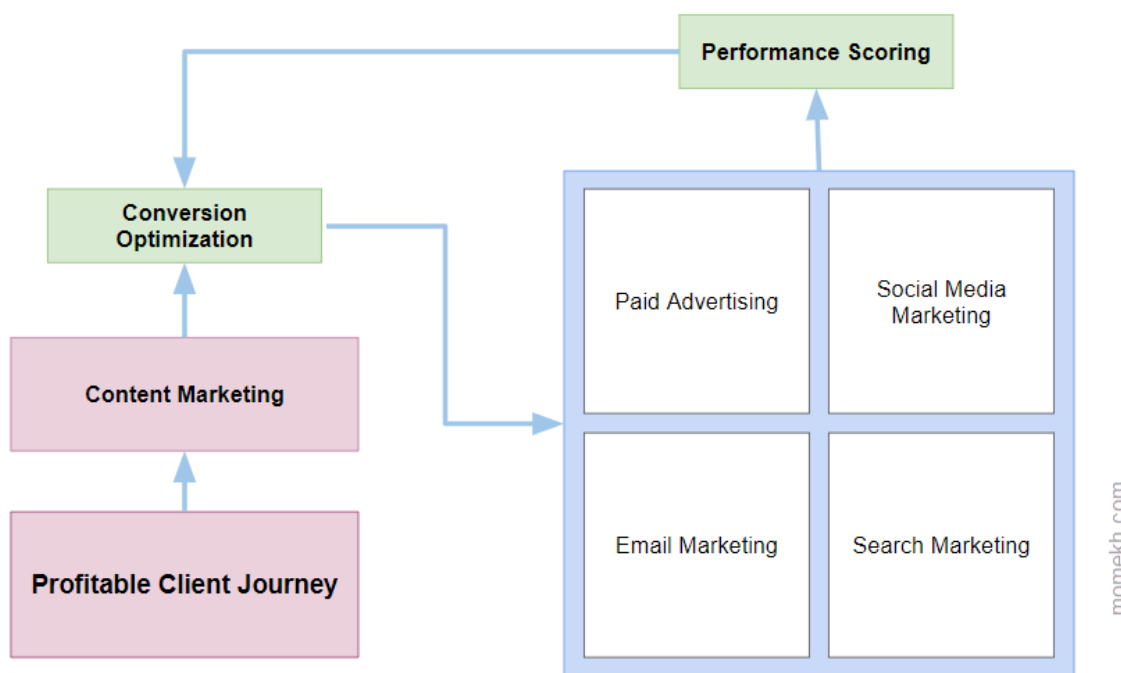 Performance Scoring
Conversion
Optimization
Paid Advertising
Social Media
Marketing
Content Marketing
Email Marketing
Search Marketing
Profitable Client Journey
momekh.com